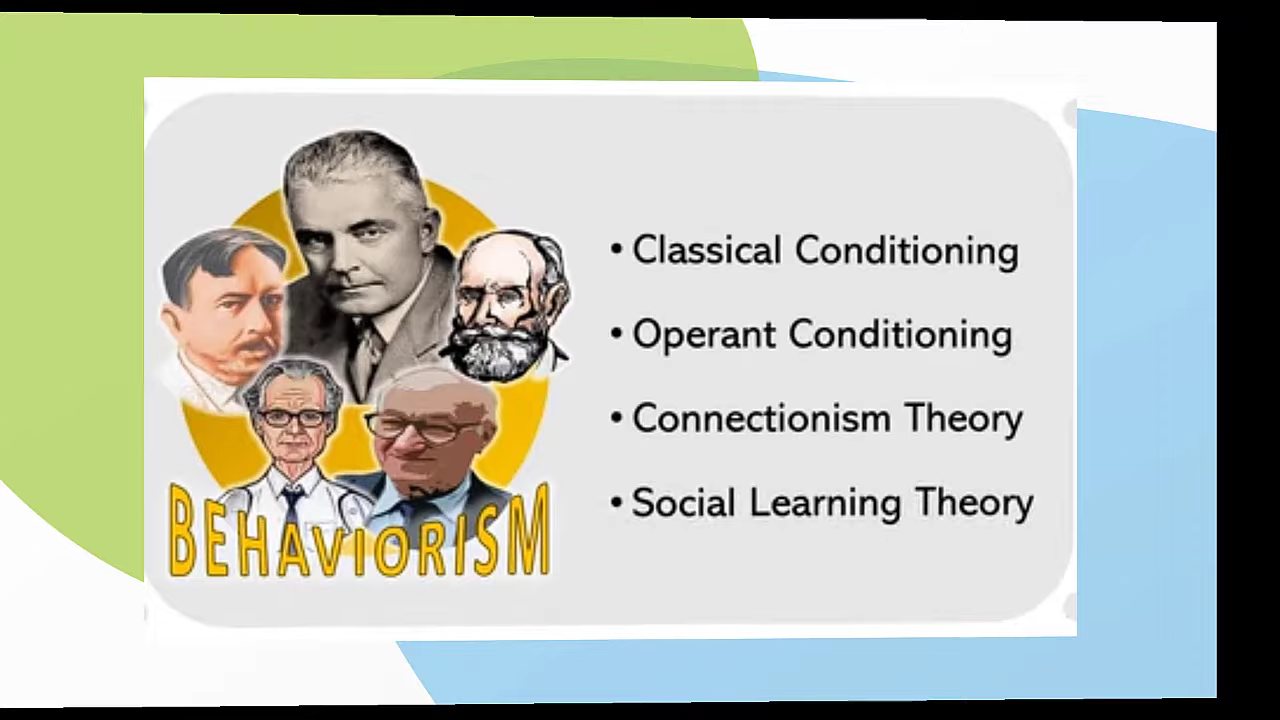 • Classical Conditioning
• Operant Conditioning
• Connectionism Theory
• Social Learning Theory
BEHAVIORISM